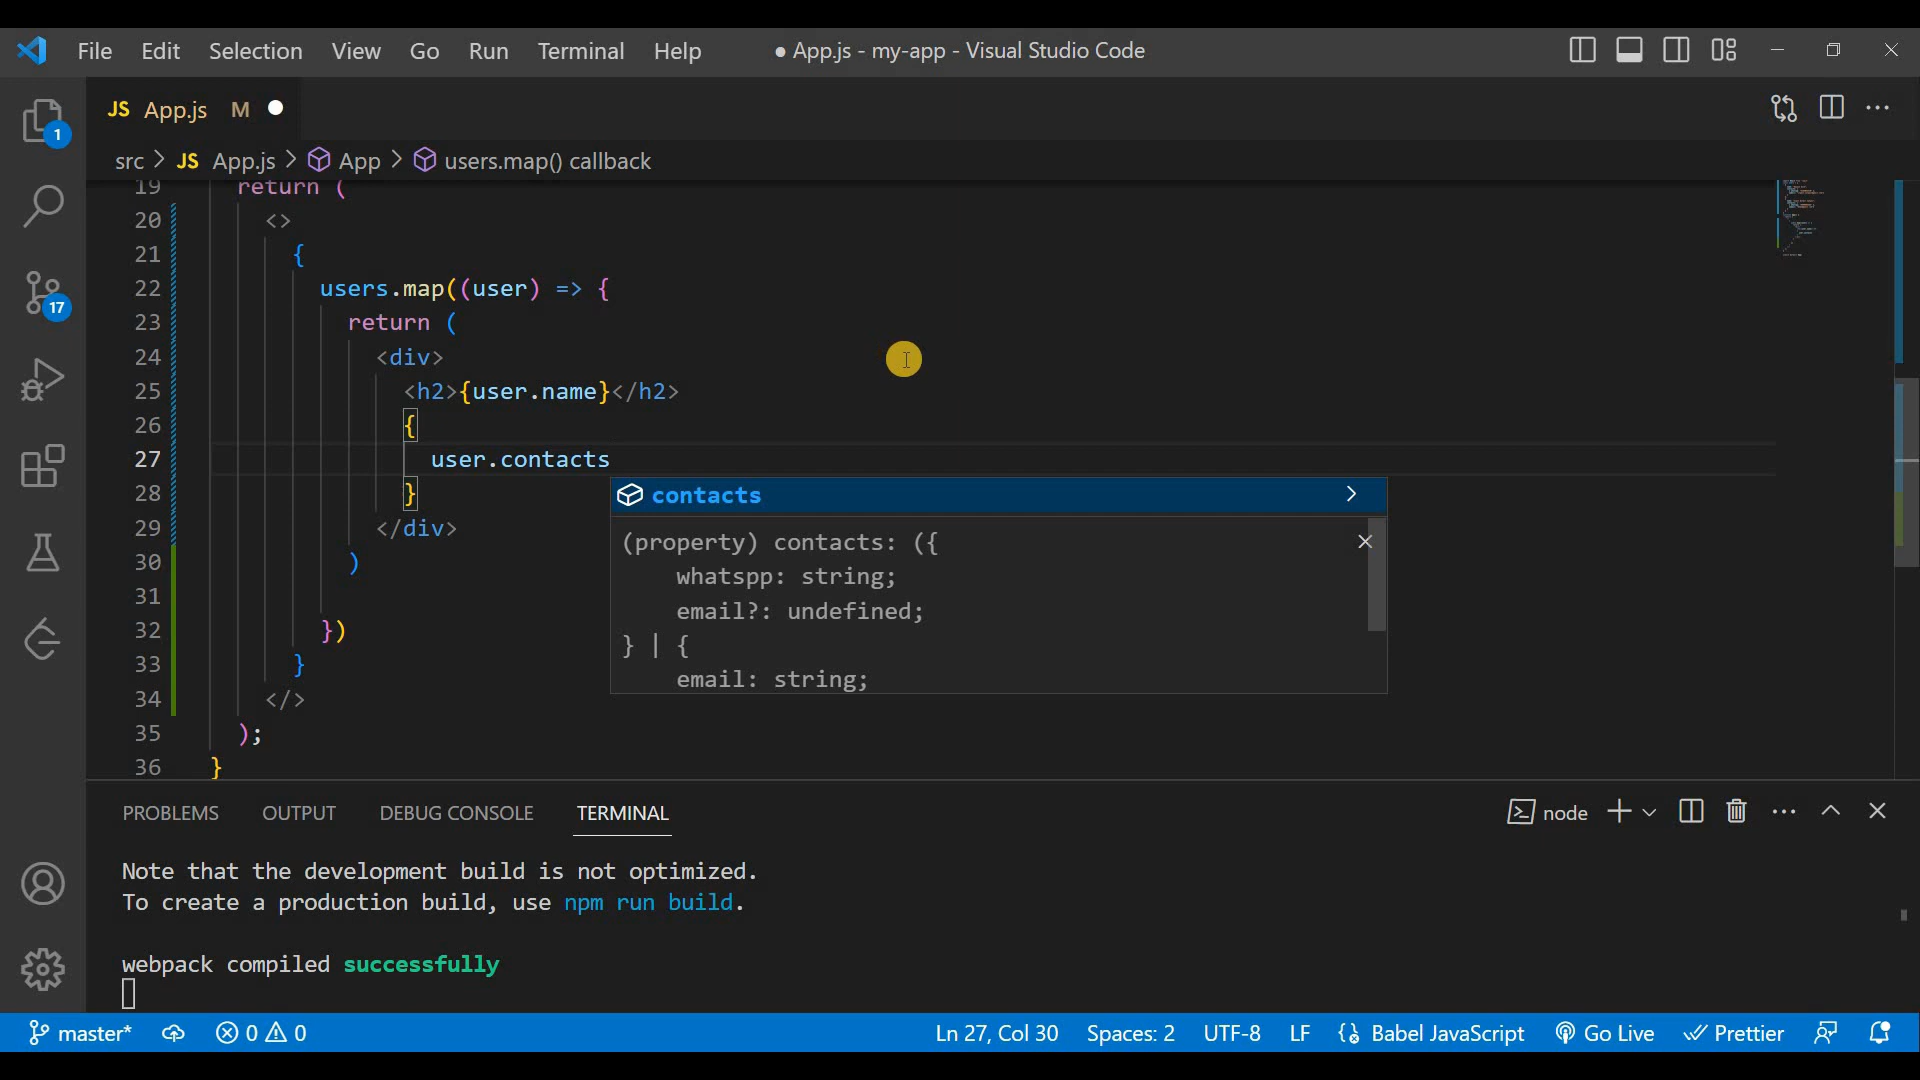 File Edit Selection View Go Run Terminal Help ● App.js - my-app - Visual Studio Code
JS App.js M ●
src > JS App.js > App > users.map() callback
1
17
19 return (
20 <>
21 {
22 users.map((user) => {
23 return (
24 <div>
25 <h2>{user.name}</h2>
26 {
27 user.contacts
28 }
29 </div>
30 )
31
32 })
33 }
34 </>
35 );
36 }
contacts
(property) contacts: ({
whatspp: string;
email?: undefined;
} | {
email: string;
PROBLEMS OUTPUT DEBUG CONSOLE TERMINAL node
Note that the development build is not optimized.
To create a production build, use npm run build.
webpack compiled successfully
master* 0 0 Ln 27, Col 30 Spaces: 2 UTF-8 LF {} Babel JavaScript Go Live Prettier